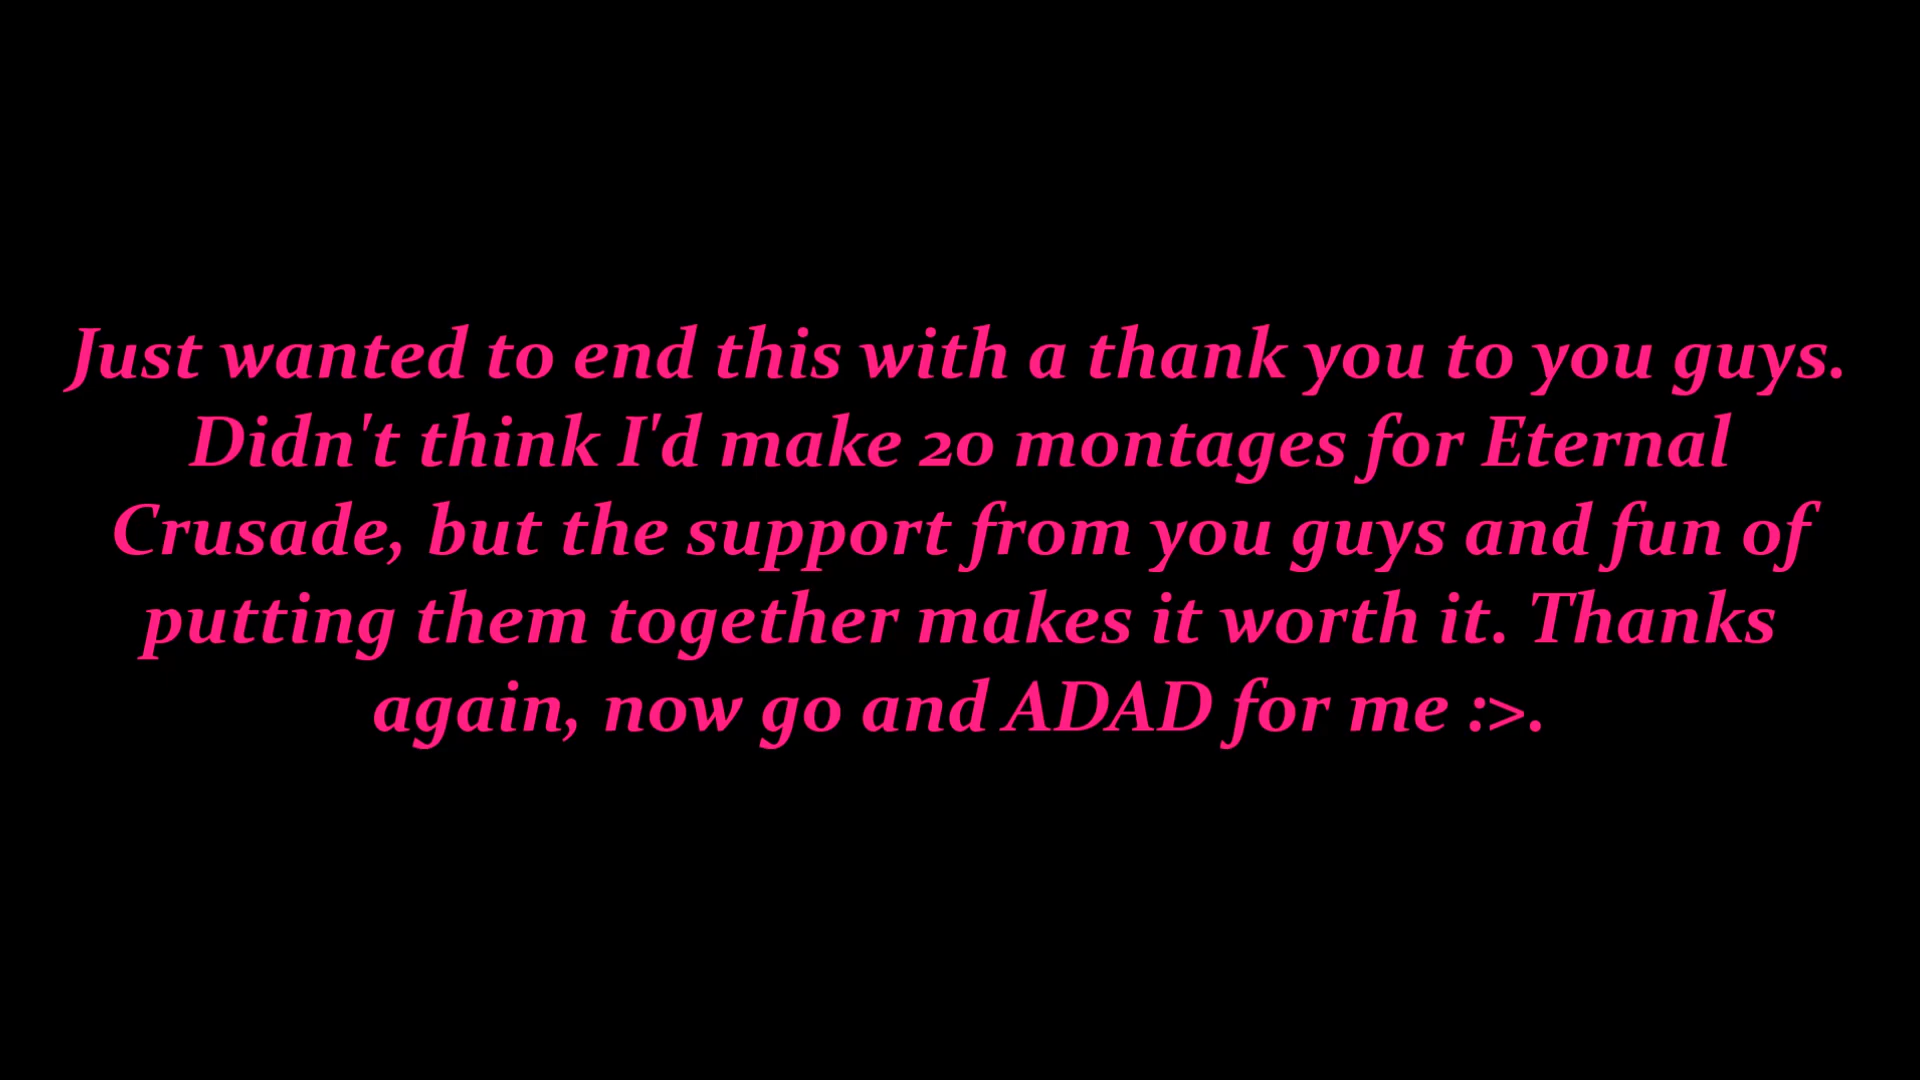 Just wanted to end this with a thank you to you guys.
Didn't think I'd make 20 montages for Eternal
Crusade, but the support from you guys and fun of
putting them together makes it worth it. Thanks
again, now go and ADAD for me :>.